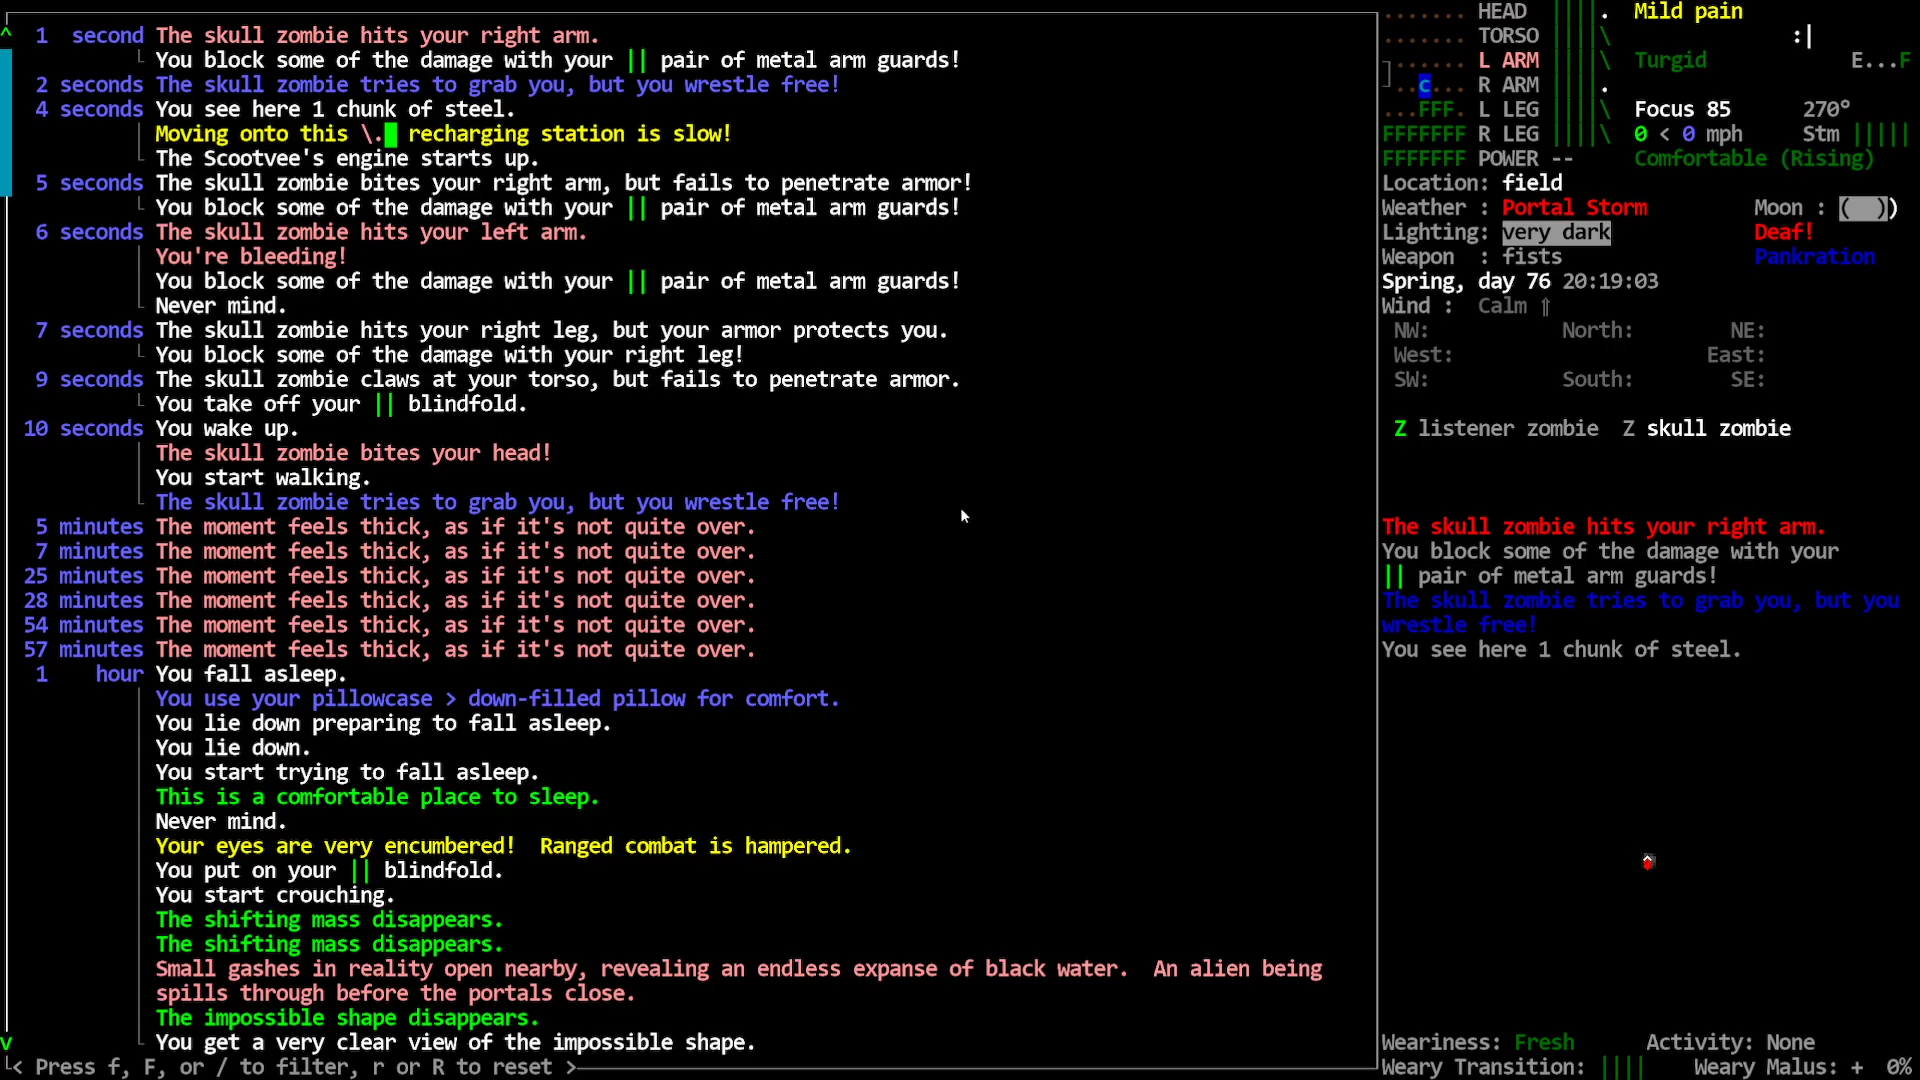 1 second The skull zombie hits your right arm.
You block some of the damage with your || pair of metal arm guards!
2 seconds The skull zombie tries to grab you, but you wrestle free!
4 seconds You see here 1 chunk of steel.
Moving onto this \. recharging station is slow!
The Scootvee's engine starts up.
5 seconds The skull zombie bites your right arm, but fails to penetrate armor!
You block some of the damage with your || pair of metal arm guards!
6 seconds The skull zombie hits your left arm.
You're bleeding!
You block some of the damage with your || pair of metal arm guards!
Never mind.
7 seconds The skull zombie hits your right leg, but your armor protects you.
You block some of the damage with your right leg!
9 seconds The skull zombie claws at your torso, but fails to penetrate armor.
You take off your || blindfold.
10 seconds You wake up.
The skull zombie bites your head!
You start walking.
The skull zombie tries to grab you, but you wrestle free!
5 minutes The moment feels thick, as if it's not quite over.
7 minutes The moment feels thick, as if it's not quite over.
25 minutes The moment feels thick, as if it's not quite over.
28 minutes The moment feels thick, as if it's not quite over.
54 minutes The moment feels thick, as if it's not quite over.
57 minutes The moment feels thick, as if it's not quite over.
1 hour You fall asleep.
You use your pillowcase > down-filled pillow for comfort.
You lie down preparing to fall asleep.
You lie down.
You start trying to fall asleep.
This is a comfortable place to sleep.
Never mind.
Your eyes are very encumbered!  Ranged combat is hampered.
You put on your || blindfold.
You start crouching.
The shifting mass disappears.
The shifting mass disappears.
Small gashes in reality open nearby, revealing an endless expanse of black water.  An alien being
spills through before the portals close.
The impossible shape disappears.
You get a very clear view of the impossible shape.
< Press f, F, or / to filter, r or R to reset >
....... HEAD ||||. Mild pain
....... TORSO ||||\ :|
...... L ARM ||||\ Turgid E...F
..c... R ARM ||||.
...FFF. L LEG ||||\ Focus 85 270°
FFFFFFF R LEG ||||\ 0 < 0 mph Stm |||||
FFFFFFF POWER -- Comfortable (Rising)
Location: field
Weather : Portal Storm Moon : (  ))
Lighting: very dark Deaf!
Weapon : fists Pankration
Spring, day 76 20:19:03
Wind : Calm ⇑
NW: North: NE:
West: East:
SW: South: SE:
Z listener zombie Z skull zombie
The skull zombie hits your right arm.
You block some of the damage with your
|| pair of metal arm guards!
The skull zombie tries to grab you, but you
wrestle free!
You see here 1 chunk of steel.
Weariness: Fresh Activity: None
Weary Transition: |||| Weary Malus: + 0%